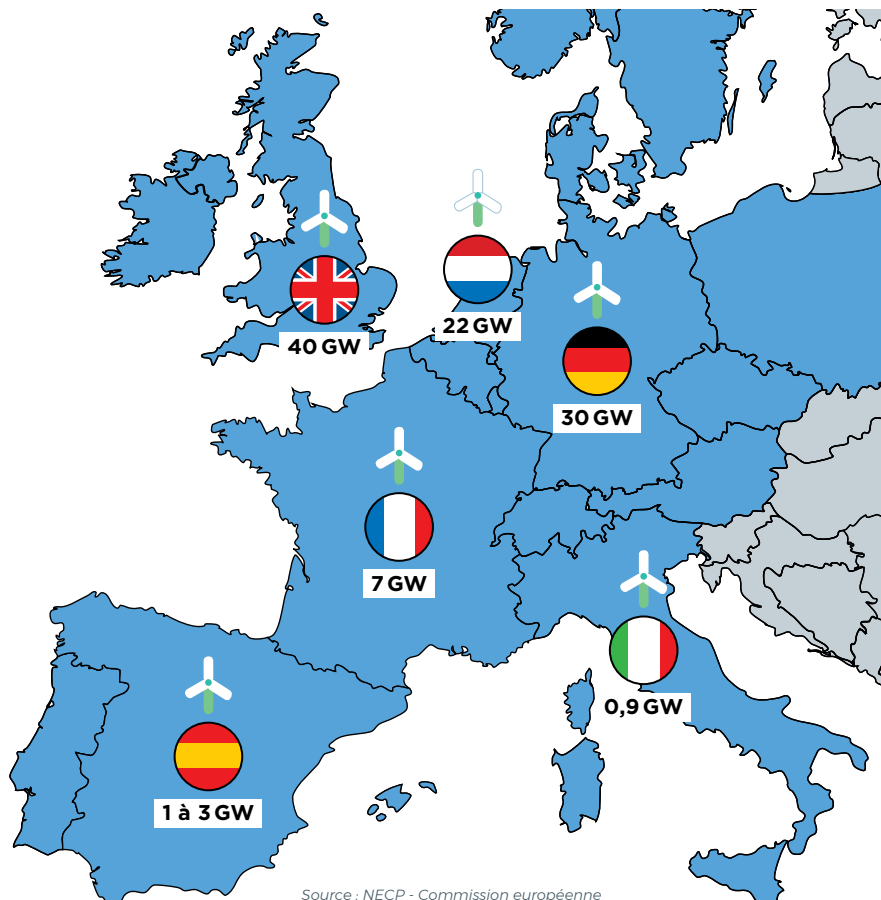 22 GW
40 GW
30 GW
7 GW
0,9 GW
1 à 3 GW
Source : NECP - Commission européenne